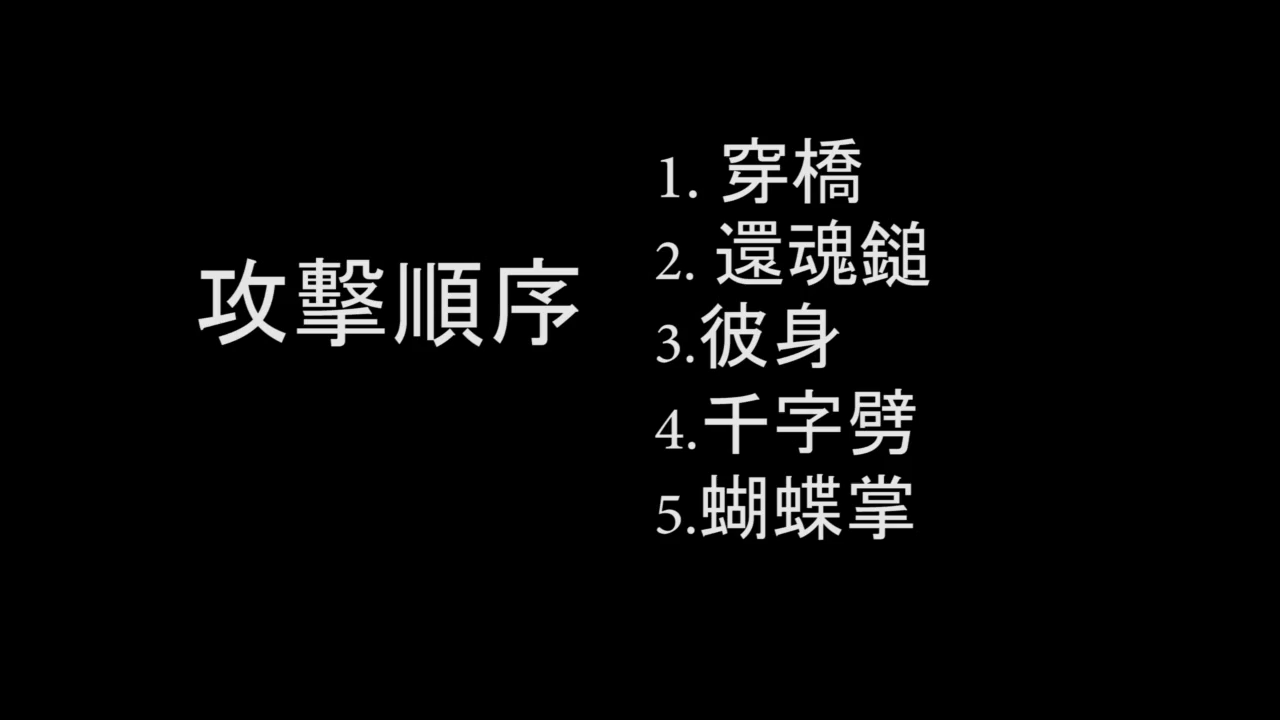 攻擊順序
1. 穿橋
2. 還魂鎚
3.彼身
4.千字劈
5.蝴蝶掌